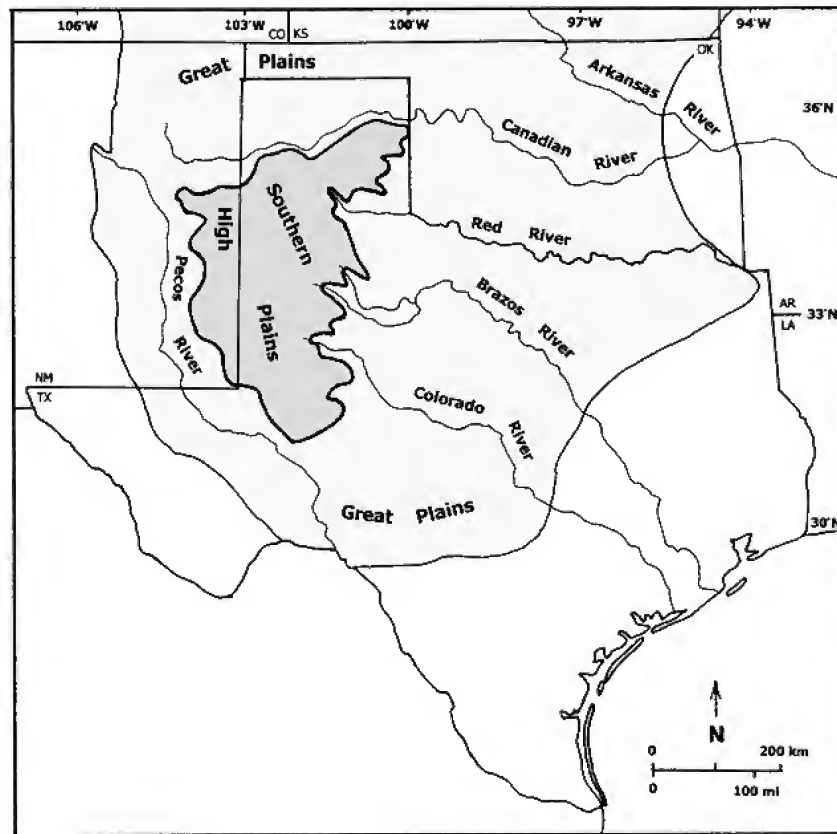 106°W
103°W
100°W
97°W
94°W
CO KS
OK
Great Plains
Arkansas River
36°N
Canadian River
Southern
High
Plains
Red River
Pecos River
Brazos River
AR
LA
33°N
NM
TX
Colorado River
Great Plains
30°N
N
0 200 km
0 100 mi